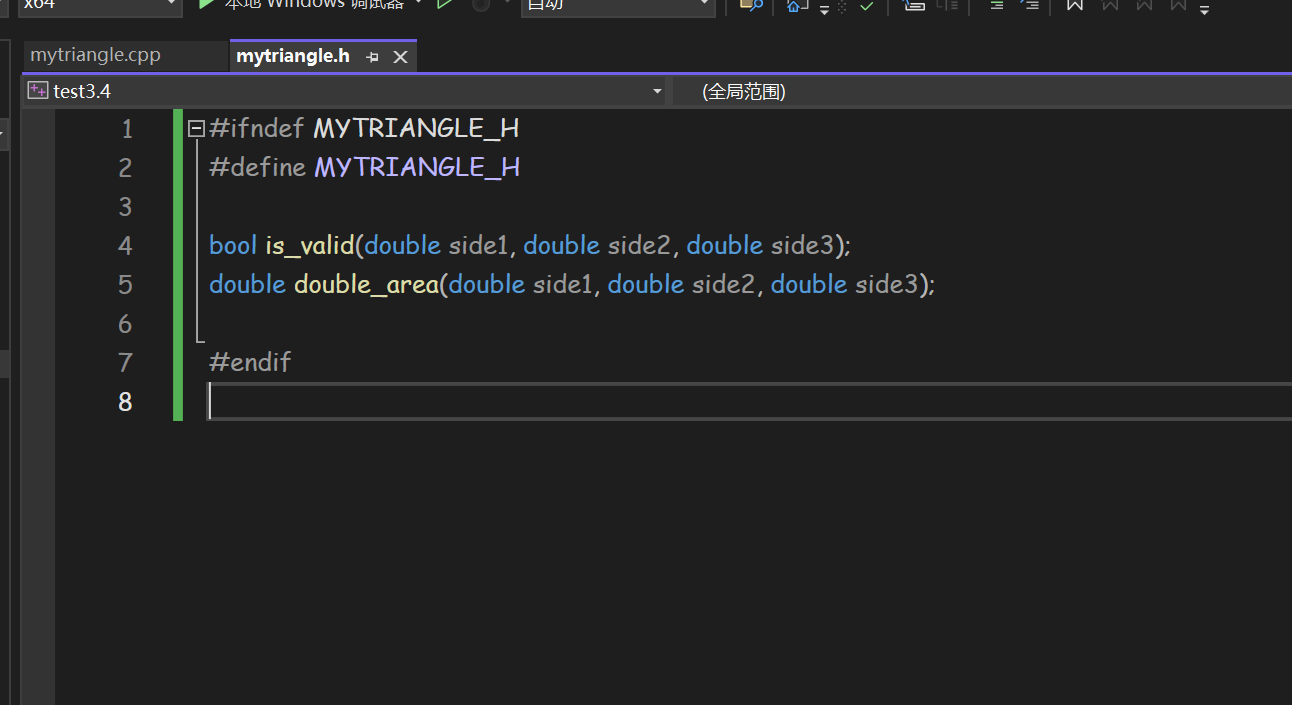 x64
本地 Windows 调试器
自动
mytriangle.cpp
mytriangle.h
test3.4
(全局范围)
1 #ifndef MYTRIANGLE_H
2 #define MYTRIANGLE_H
3
4 bool is_valid(double side1, double side2, double side3);
5 double double_area(double side1, double side2, double side3);
6
7 #endif
8